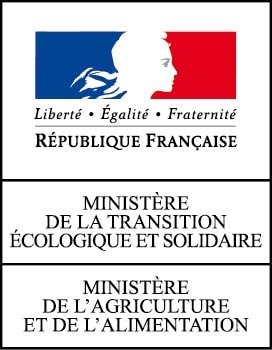 Liberté • Égalité • Fraternité
RÉPUBLIQUE FRANÇAISE
MINISTÈRE
DE LA TRANSITION
ÉCOLOGIQUE ET SOLIDAIRE
MINISTÈRE
DE L'AGRICULTURE
ET DE L'ALIMENTATION